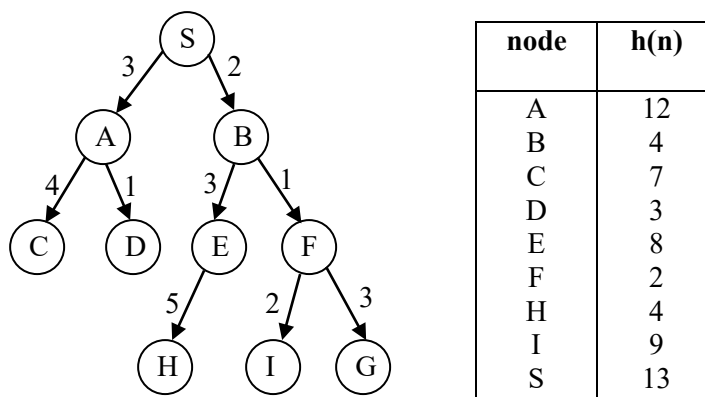 S
3 2
A B
4 1 3 1
C D E F
5 2 3
H I G
node h(n)
A 12
B 4
C 7
D 3
E 8
F 2
H 4
I 9
S 13